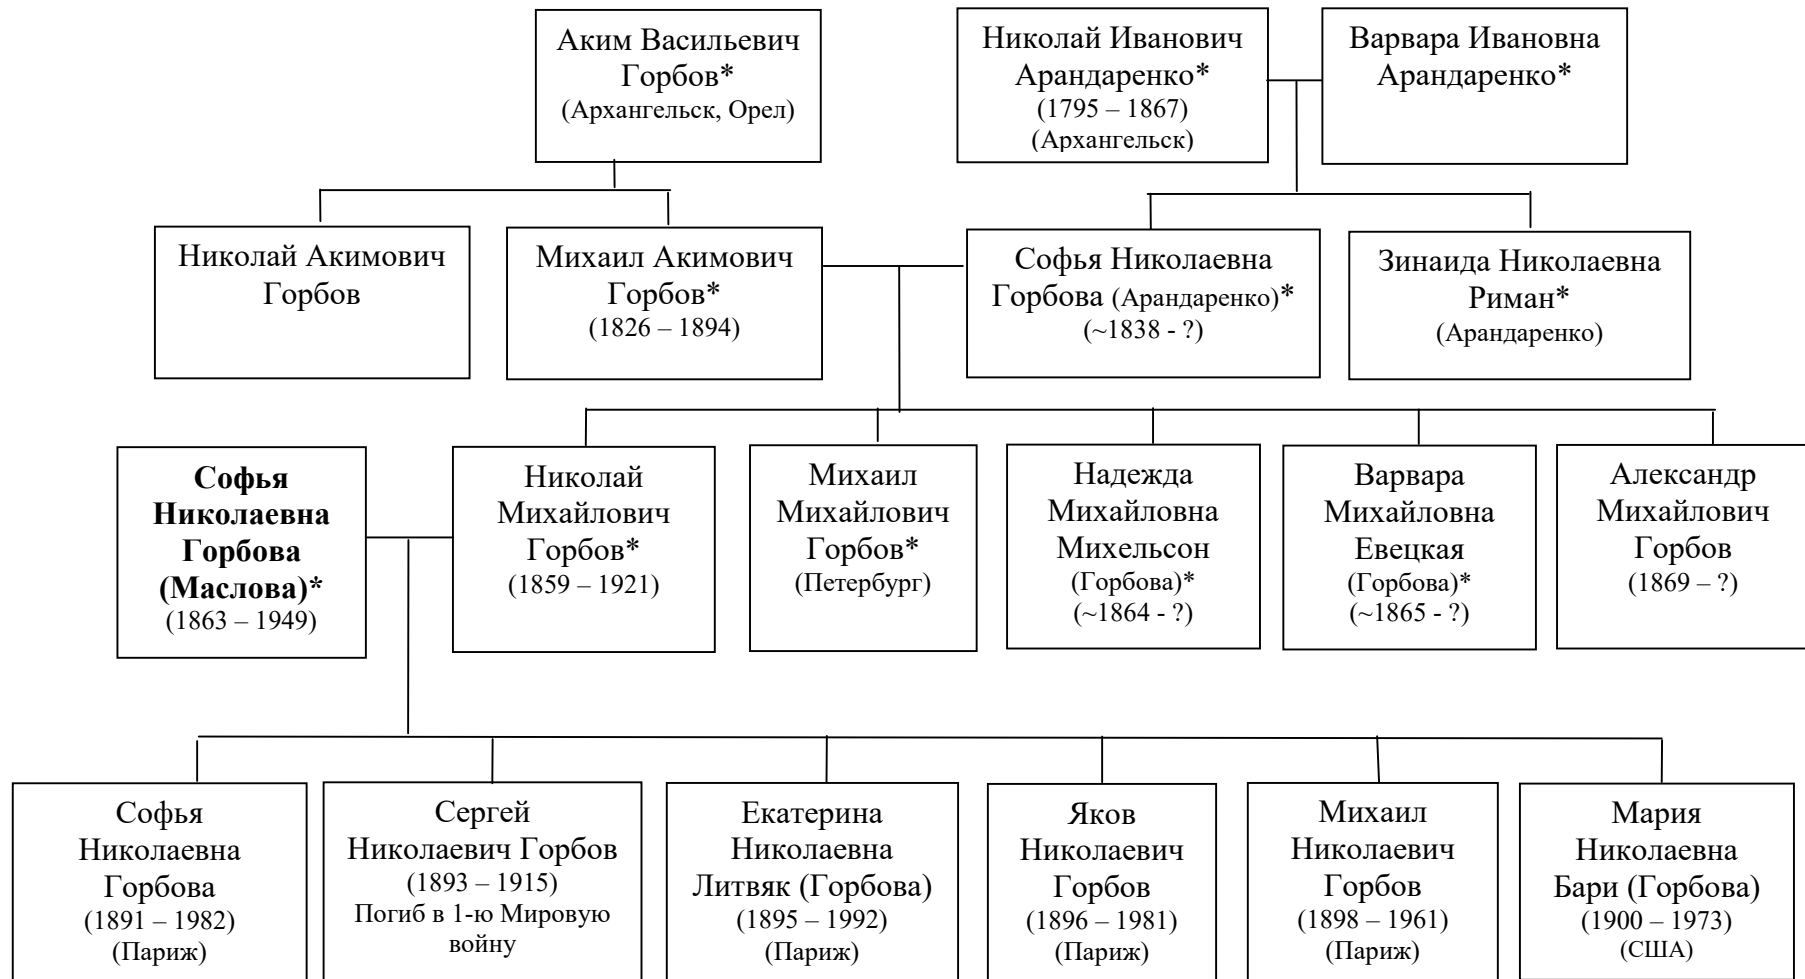 Аким Васильевич
Горбов*
(Архангельск, Орел)
Николай Иванович
Арандаренко*
(1795 – 1867)
(Архангельск)
Варвара Ивановна
Арандаренко*
Николай Акимович
Горбов
Михаил Акимович
Горбов*
(1826 – 1894)
Софья Николаевна
Горбова (Арандаренко)*
(~1838 - ?)
Зинаида Николаевна
Риман*
(Арандаренко)
Софья
Николаевна
Горбова
(Маслова)*
(1863 – 1949)
Николай
Михайлович
Горбов*
(1859 – 1921)
Михаил
Михайлович
Горбов*
(Петербург)
Надежда
Михайловна
Михельсон
(Горбова)*
(~1864 - ?)
Варвара
Михайловна
Евецкая
(Горбова)*
(~1865 - ?)
Александр
Михайлович
Горбов
(1869 – ?)
Софья
Николаевна
Горбова
(1891 – 1982)
(Париж)
Сергей
Николаевич Горбов
(1893 – 1915)
Погиб в 1-ю Мировую
войну
Екатерина
Николаевна
Литвяк (Горбова)
(1895 – 1992)
(Париж)
Яков
Николаевич
Горбов
(1896 – 1981)
(Париж)
Михаил
Николаевич
Горбов
(1898 – 1961)
(Париж)
Мария
Николаевна
Бари (Горбова)
(1900 – 1973)
(США)